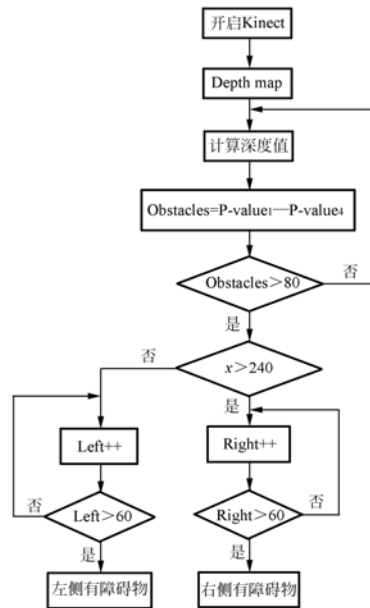 开启Kinect
Depth map
计算深度值
Obstacles=P-value₁—P-value₄
Obstacles＞80
否
是
否
x＞240
是
Left++
Right++
否
Left＞60
Right＞60
否
是
是
左侧有障碍物
右侧有障碍物